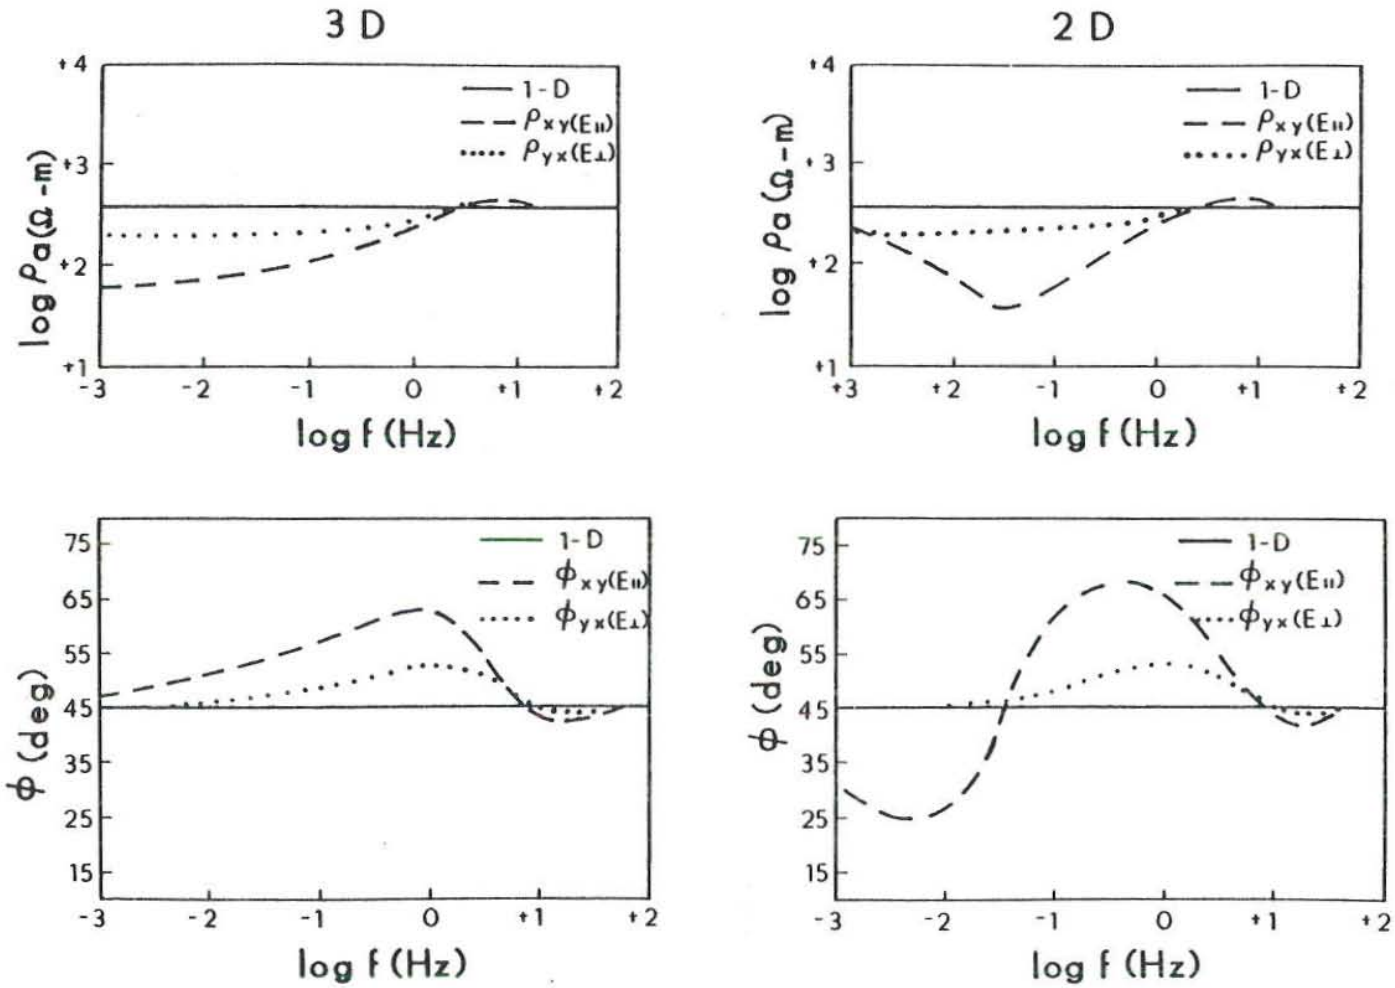 3 D
+4
+3
+2
+1
log ρa (Ω-m)
1-D
ρxy(E∥)
ρyx(E⊥)
-3 -2 -1 0 +1 +2
log f (Hz)
2 D
+4
+3
+2
+1
log ρa (Ω-m)
1-D
ρxy(E∥)
ρyx(E⊥)
+3 +2 -1 0 +1 +2
log f (Hz)
75
65
55
45
35
25
15
ϕ (deg)
1-D
ϕxy(E∥)
ϕyx(E⊥)
-3 -2 -1 0 +1 +2
log f (Hz)
75
65
55
45
35
25
15
ϕ (deg)
1-D
ϕxy(E∥)
ϕyx(E⊥)
-3 -2 -1 0 +1 +2
log f (Hz)